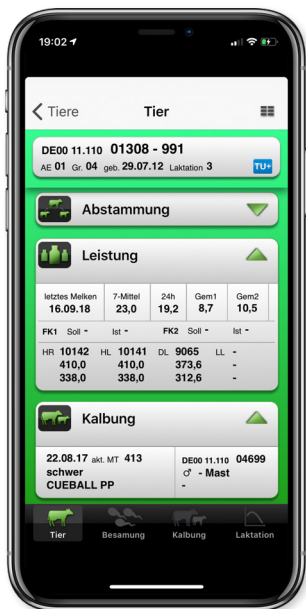 19:02
Tiere Tier
DE00 11.110 01308 - 991
AE 01 Gr. 04 geb. 29.07.12 Laktation 3 TU+
Abstammung
Leistung
letztes Melken 7-Mittel 24h Gem1 Gem2
16.09.18 23,0 19,2 8,7 10,5
FK1 Soll - Ist - FK2 Soll - Ist -
HR 10142 HL 10141 DL 9065 LL -
410,0 410,0 373,6 -
338,0 338,0 312,6 -
Kalbung
22.08.17 akt. MT 413 DE00 11.110 04699
schwer ♂ - Mast
CUEBALL PP -
Tier Besamung Kalbung Laktation